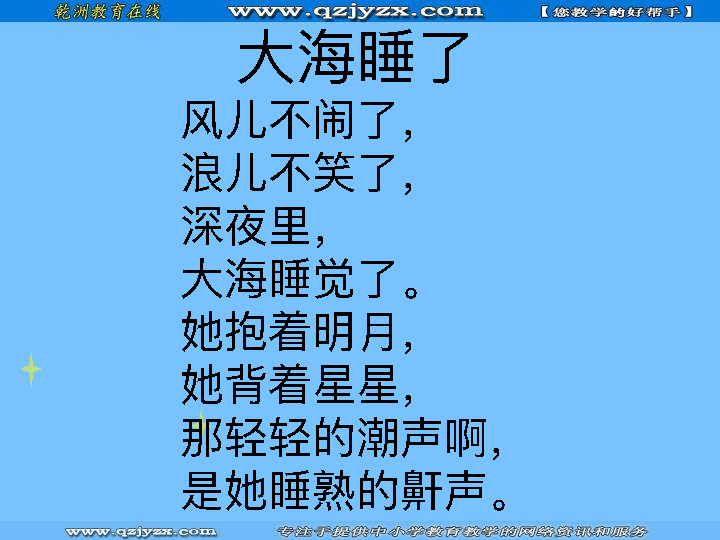 乾洲教育在线 www.qzjyzx.com 【您教学的好帮手】
大海睡了
风儿不闹了，
浪儿不笑了，
深夜里，
大海睡觉了。
她抱着明月，
她背着星星，
那轻轻的潮声啊，
是她睡熟的鼾声。
www.qzjyzx.com 专注于提供中小学教育教学的网络资讯和服务